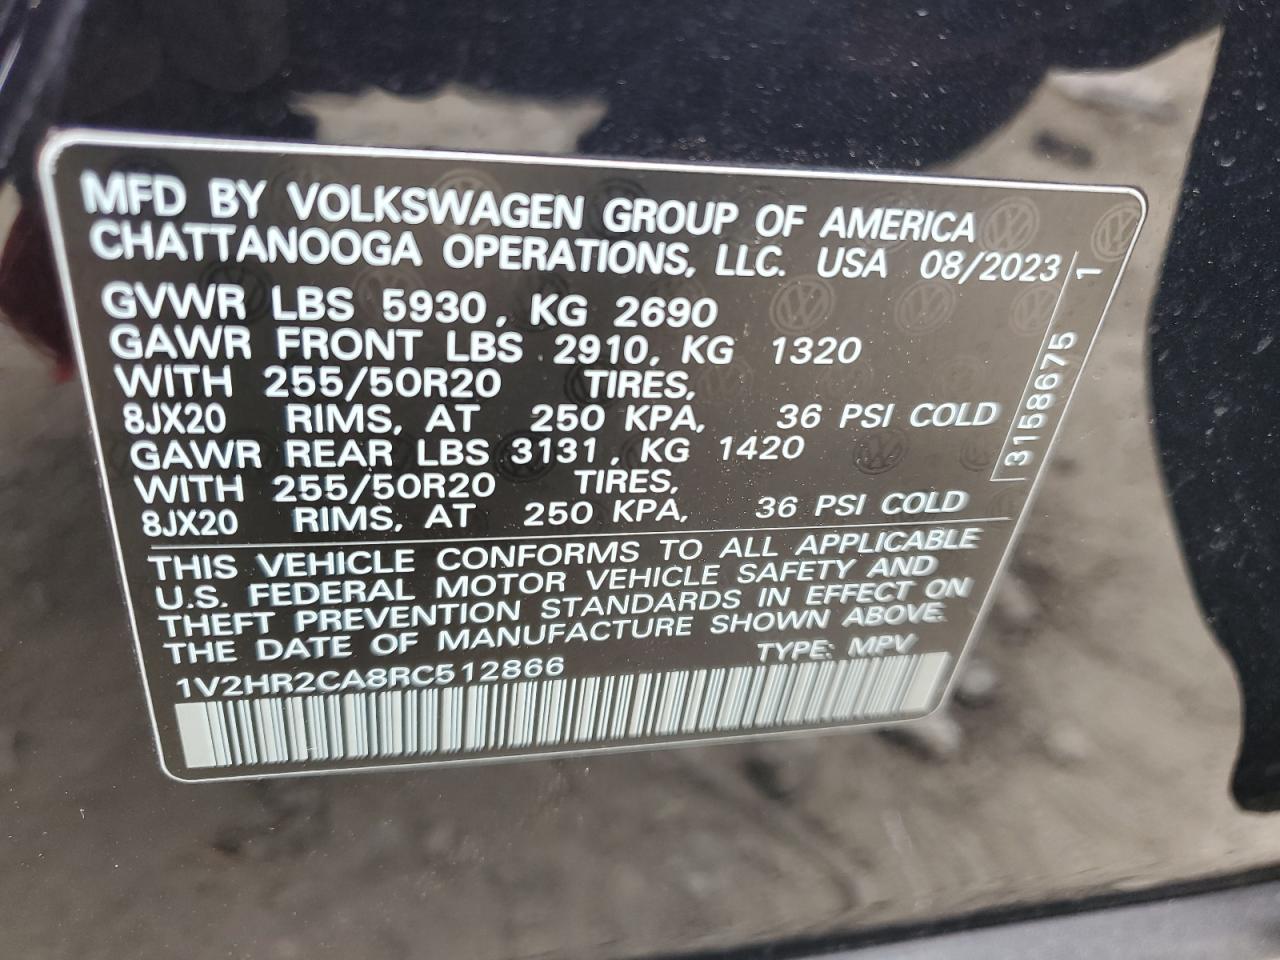 MFD BY VOLKSWAGEN GROUP OF AMERICA
CHATTANOOGA OPERATIONS, LLC. USA 08/2023
GVWR LBS 5930, KG 2690
GAWR FRONT LBS 2910, KG 1320
WITH 255/50R20 TIRES,
8JX20 RIMS, AT 250 KPA, 36 PSI COLD
GAWR REAR LBS 3131, KG 1420
WITH 255/50R20 TIRES,
8JX20 RIMS, AT 250 KPA, 36 PSI COLD
3158675 1
THIS VEHICLE CONFORMS TO ALL APPLICABLE
U.S. FEDERAL MOTOR VEHICLE SAFETY AND
THEFT PREVENTION STANDARDS IN EFFECT ON
THE DATE OF MANUFACTURE SHOWN ABOVE.
1V2HR2CA8RC512866 TYPE: MPV